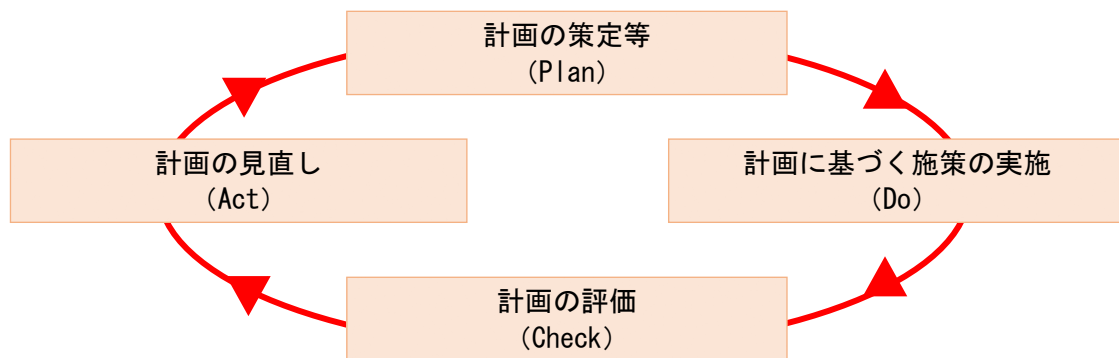 計画の策定等
（Plan）
計画の見直し
（Act）
計画に基づく施策の実施
（Do）
計画の評価
（Check）